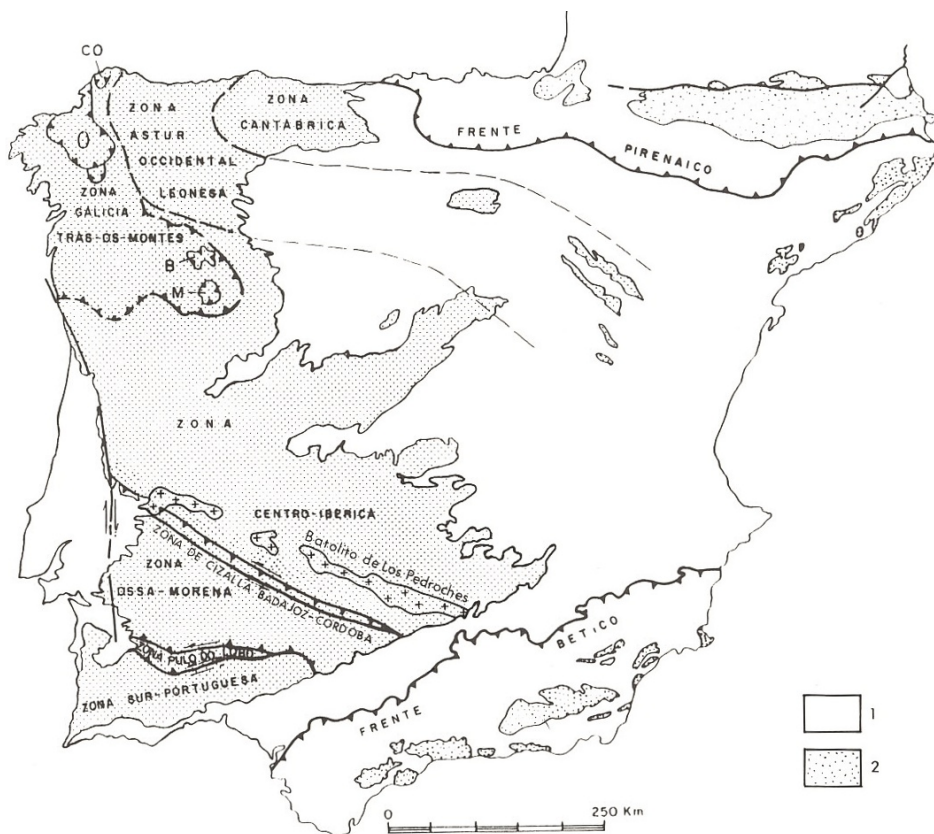 CO
ZONA
ASTUR
OCCIDENTAL
LEONESA
ZONA
CANTABRICA
FRENTE
PIRENAICO
O
ZONA
GALICIA
TRAS-OS-MONTES
B
M
ZONA
CENTRO-IBERICA
Batolito de Los Pedroches
ZONA DE CIZALLA BADAJOZ-CORDOBA
ZONA
OSSA-MORENA
ZONA PULO DO LOBO
ZONA SUR-PORTUGUESA
FRENTE
BETICO
1
2
0 250 Km